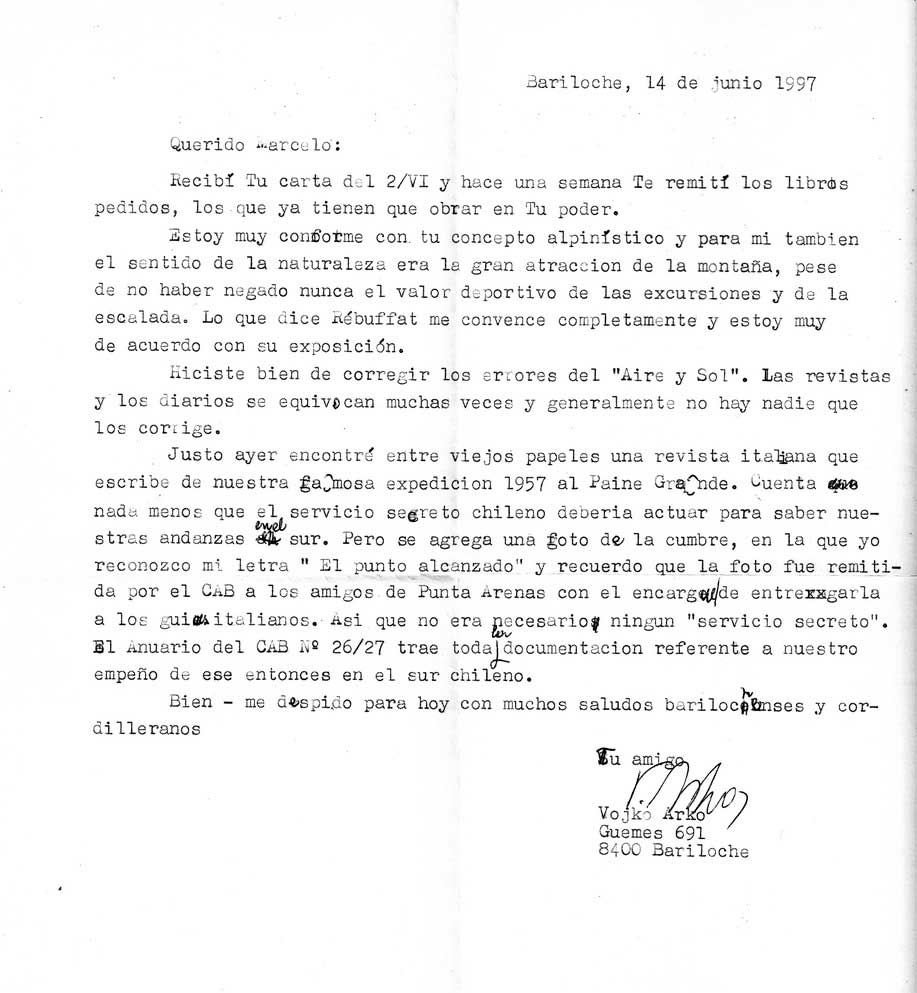 Bariloche, 14 de junio 1997
Querido Marcelo:
Recibí Tu carta del 2/VI y hace una semana Te remití los libros
pedidos, los que ya tienen que obrar en Tu poder.
Estoy muy conforme con tu concepto alpinístico y para mi tambien
el sentido de la naturaleza era la gran atraccion de la montaña, pese
de no haber negado nunca el valor deportivo de las excursiones y de la
escalada. Lo que dice Rébuffat me convence completamente y estoy muy
de acuerdo con su exposición.
Hiciste bien de corregir los errores del "Aire y Sol". Las revistas
y los diarios se equivocan muchas veces y generalmente no hay nadie que
los corrige.
Justo ayer encontré entre viejos papeles una revista italiana que
escribe de nuestra famosa expedicion 1957 al Paine Grande. Cuenta
nada menos que el servicio segreto chileno deberia actuar para saber nue-
stras andanzas en el sur. Pero se agrega una foto de la cumbre, en la que yo
reconozco mi letra " El punto alcanzado" y recuerdo que la foto fue remiti-
da por el CAB a los amigos de Punta Arenas con el encargo de entregarla
a los guias italianos. Asi que no era necesario ningun "servicio secreto".
El Anuario del CAB Nº 26/27 trae toda la documentacion referente a nuestro
empeño de ese entonces en el sur chileno.
Bien - me despido para hoy con muchos saludos barilochenses y cor-
dilleranos
Tu amigo
Vojko Arko
Guemes 691
8400 Bariloche